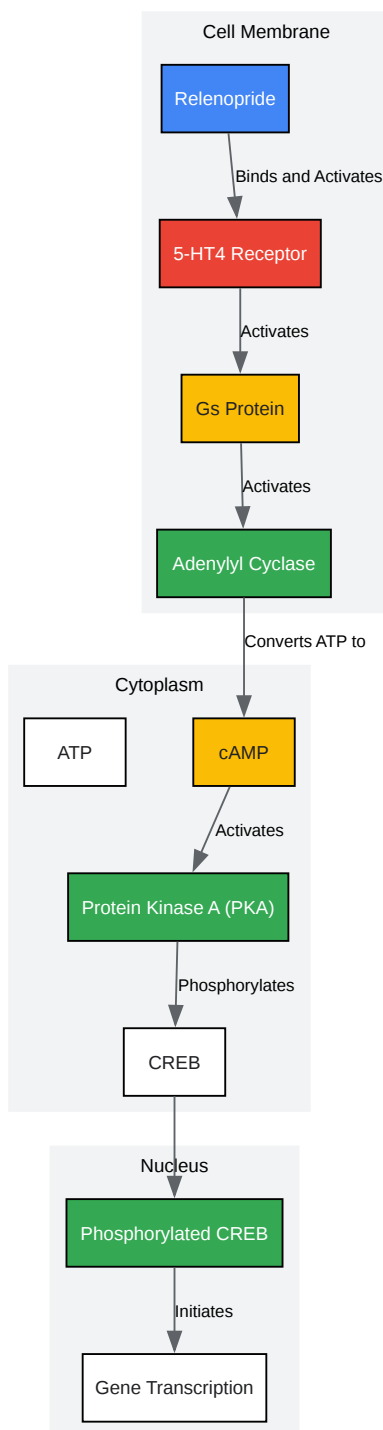 Cell Membrane
Relenopride
Binds and Activates
5-HT4 Receptor
Activates
Gs Protein
Activates
Adenylyl Cyclase
Converts ATP to
Cytoplasm
ATP
cAMP
Activates
Protein Kinase A (PKA)
Phosphorylates
CREB
Nucleus
Phosphorylated CREB
Initiates
Gene Transcription